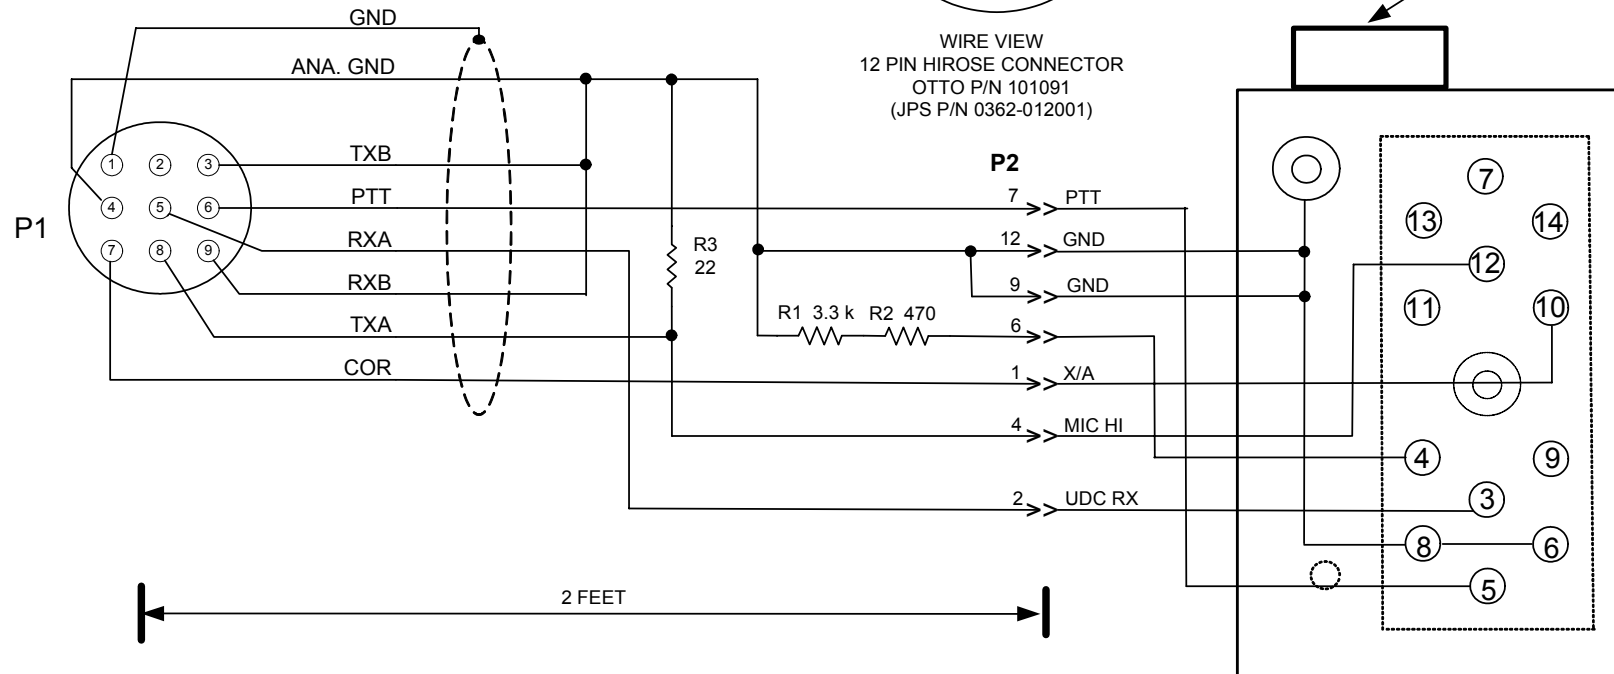 GND
ANA. GND
WIRE VIEW
12 PIN HIROSE CONNECTOR
OTTO P/N 101091
(JPS P/N 0362-012001)
P1
1
2
3
4
5
6
7
8
9
TXB
PTT
RXA
RXB
TXA
COR
R3
22
R1 3.3 k
R2 470
P2
7 PTT
12 GND
9 GND
6
1 X/A
4 MIC HI
2 UDC RX
7
13
14
12
11
10
4
9
3
8
6
5
2 FEET